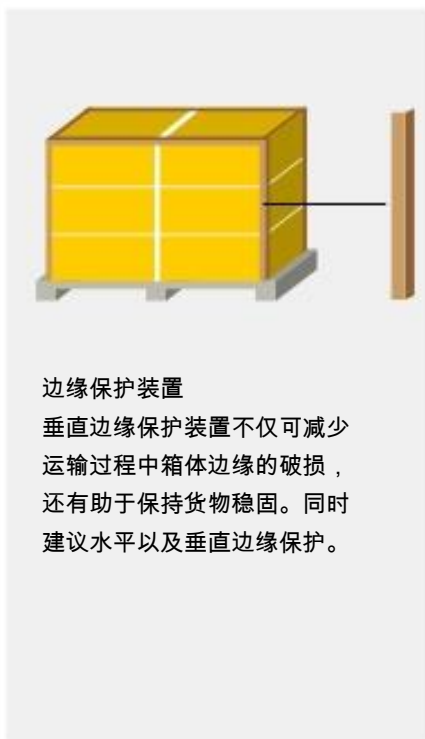 边缘保护装置
垂直边缘保护装置不仅可减少
运输过程中箱体边缘的破损，
还有助于保持货物稳固。同时
建议水平以及垂直边缘保护。